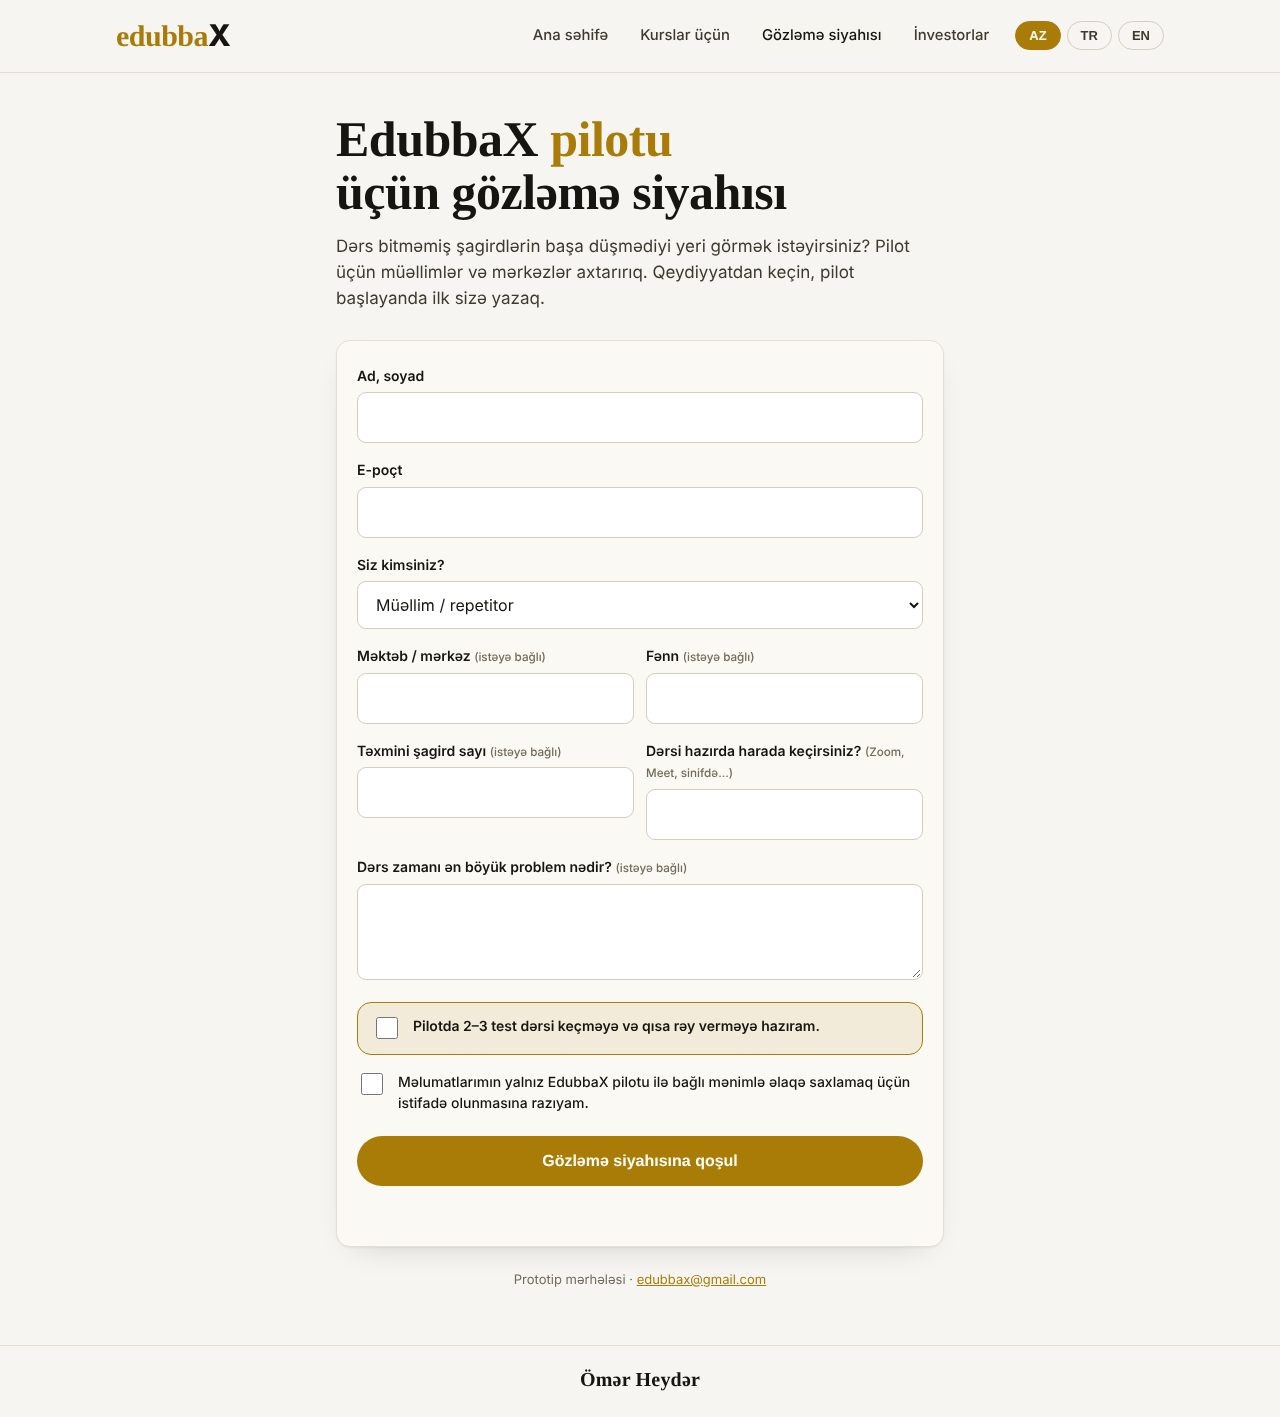 edubbaX
Ana səhifə
Kurslar üçün
Gözləmə siyahısı
İnvestorlar
AZ
TR
EN
EdubbaX pilotu
üçün gözləmə siyahısı
Dərs bitməmiş şagirdlərin başa düşmədiyi yeri görmək istəyirsiniz? Pilot
üçün müəllimlər və mərkəzlər axtarırıq. Qeydiyyatdan keçin, pilot
başlayanda ilk sizə yazaq.
Ad, soyad
E-poçt
Siz kimsiniz?
Müəllim / repetitor
Məktəb / mərkəz (istəyə bağlı)
Fənn (istəyə bağlı)
Təxmini şagird sayı (istəyə bağlı)
Dərsi hazırda harada keçirsiniz? (Zoom,
Meet, sinifdə...)
Dərs zamanı ən böyük problem nədir? (istəyə bağlı)
Pilotda 2–3 test dərsi keçməyə və qısa rəy verməyə hazıram.
Məlumatlarımın yalnız EdubbaX pilotu ilə bağlı mənimlə əlaqə saxlamaq üçün
istifadə olunmasına razıyam.
Gözləmə siyahısına qoşul
Prototip mərhələsi · edubbax@gmail.com
Ömər Heydər